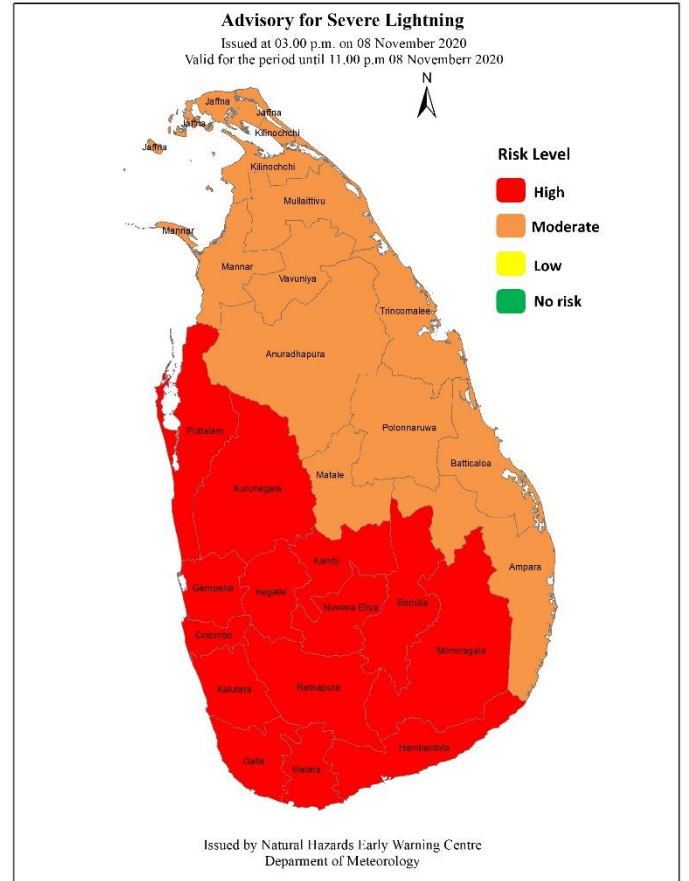 Advisory for Severe Lightning
Issued at 03.00 p.m. on 08 November 2020
Valid for the period until 11.00 p.m 08 Novemberr 2020
N
Jaffna
Jaffna
Jaffna
Kilinochchi
Jaffna
Kilinochchi
Mullaittivu
Mannar
Mannar
Vavuniya
Trincomalee
Anuradhapura
Polonnaruwa
Puttalam
Batticaloa
Matale
Kurunegala
Kandy
Ampara
Gampaha
Kegalle
Nuwara Eliya
Badulla
Colombo
Moneragala
Kalutara
Rathapura
Hambantota
Galle
Matara
Risk Level
High
Moderate
Low
No risk
Issued by Natural Hazards Early Warning Centre
Deparment of Meteorology